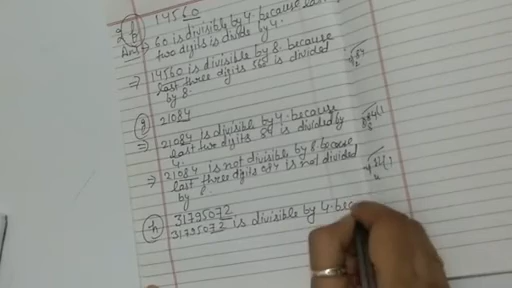 2 f 14560
Ans→ 60 is divisible by 4. because last
two digits is divide by 4.
⇒ 14560 is divisible by 8. because
last three digits 560 is divided
by 8.
g 21084
⇒ 21084 is divisible by 4. because
last two digits 84 is divided by
4.
⇒ 21084 is not divisible by 8 because
last three digits 084 is not divided
by 8.
h 31795072
31795072 is divisible by 4. beca